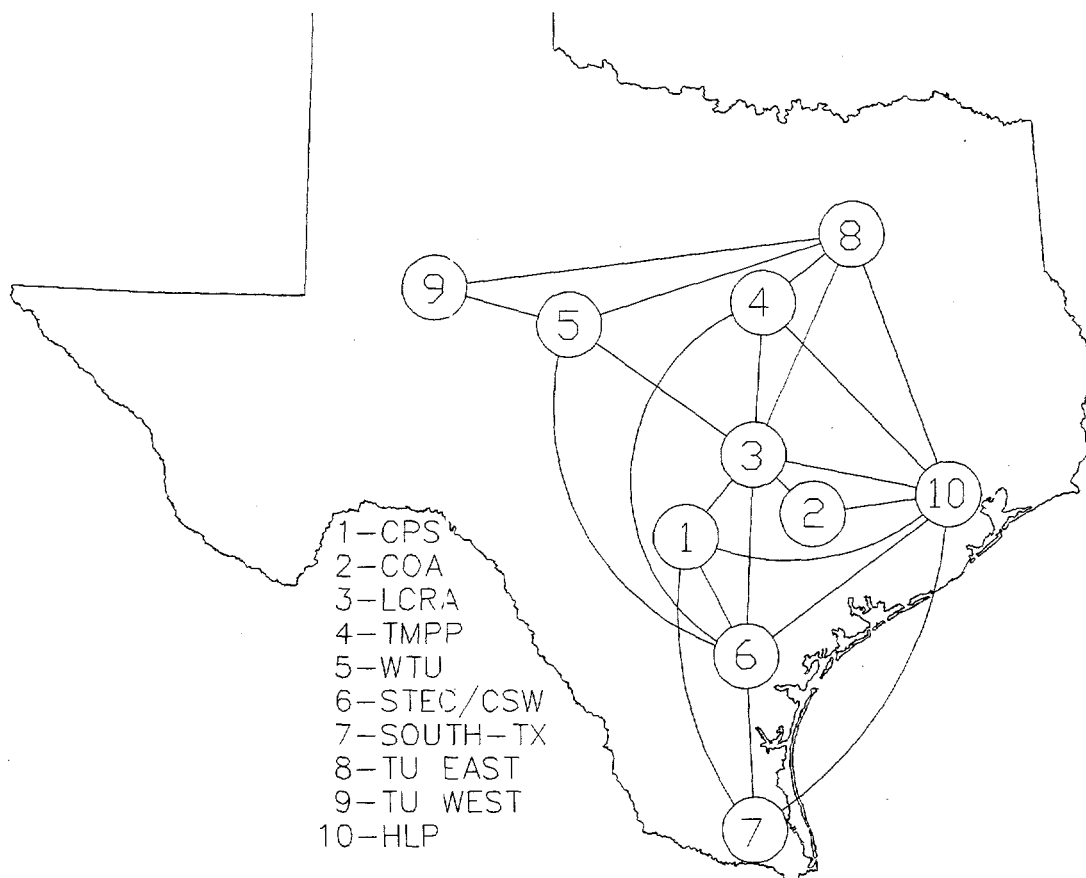 8
9
4
5
3
10
2
1
6
7
1-CPS
2-COA
3-LCRA
4-TMPP
5-WTU
6-STEC/CSW
7-SOUTH-TX
8-TU EAST
9-TU WEST
10-HLP